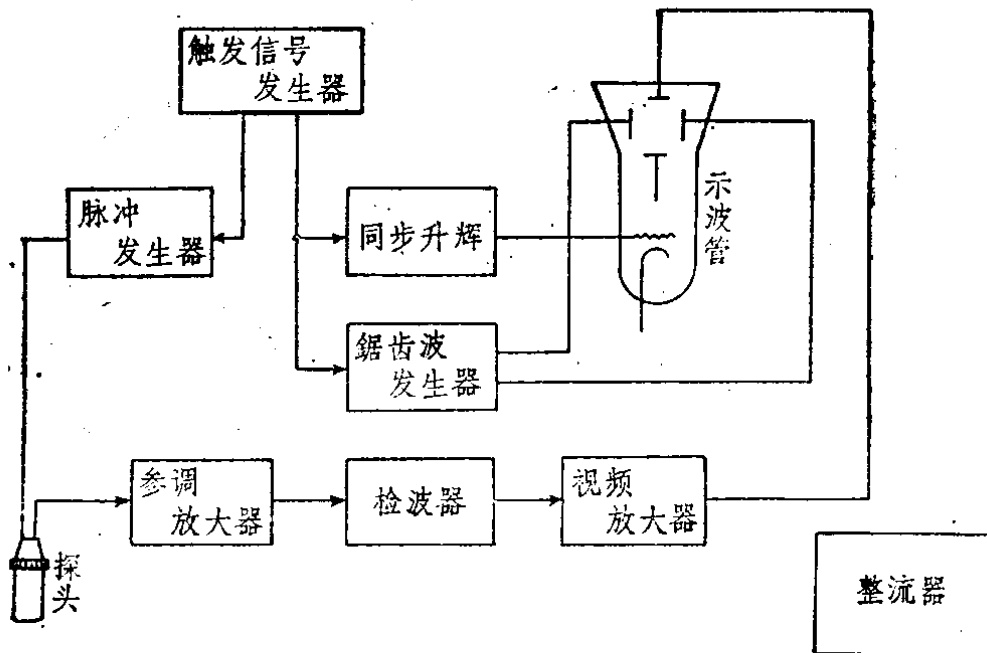 触发信号
发生器
脉冲
发生器
同步升辉
示波管
鋸齿波
发生器
参调
放大器
检波器
视频
放大器
探头
整流器